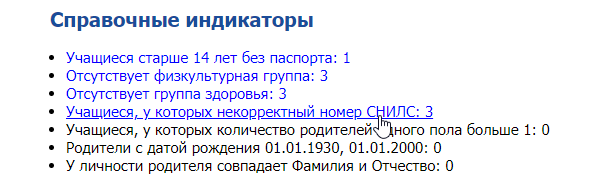 Справочные индикаторы
Учащиеся старше 14 лет без паспорта: 1
Отсутствует физкультурная группа: 3
Отсутствует группа здоровья: 3
Учащиеся, у которых некорректный номер СНИЛС: 3
Учащиеся, у которых количество родителей одного пола больше 1: 0
Родители с датой рождения 01.01.1930, 01.01.2000: 0
У личности родителя совпадает Фамилия и Отчество: 0